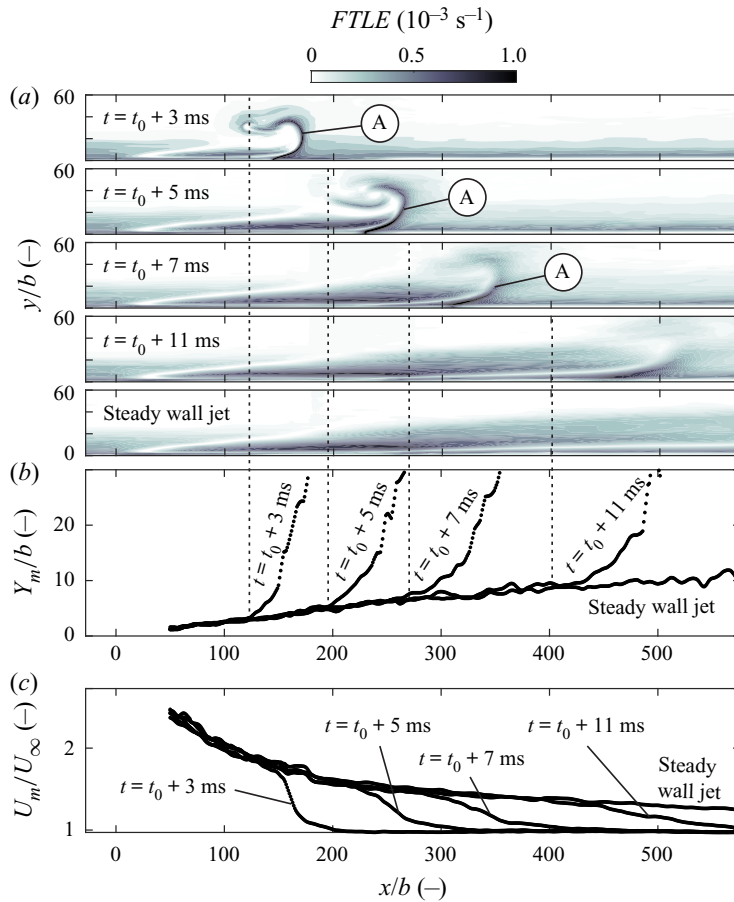 FTLE (10⁻³ s⁻¹)
0 0.5 1.0
(a)
60
t = t₀ + 3 ms
A
60
t = t₀ + 5 ms
A
60
t = t₀ + 7 ms
A
y/b (–)
60
t = t₀ + 11 ms
60
Steady wall jet
0
(b)
20
10
0
Yₘ/b (–)
t = t₀ + 3 ms
t = t₀ + 5 ms
t = t₀ + 7 ms
t = t₀ + 11 ms
Steady wall jet
0 100 200 300 400 500
(c)
2
1
Uₘ/U∞ (–)
t = t₀ + 3 ms
t = t₀ + 5 ms
t = t₀ + 7 ms
t = t₀ + 11 ms
Steady
wall jet
0 100 200 300 400 500
x/b (–)